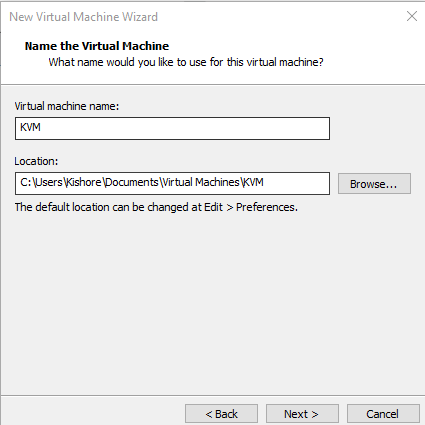 New Virtual Machine Wizard
Name the Virtual Machine
What name would you like to use for this virtual machine?
Virtual machine name:
KVM
Location:
C:\Users\Kishore\Documents\Virtual Machines\KVM
Browse...
The default location can be changed at Edit > Preferences.
< Back Next > Cancel